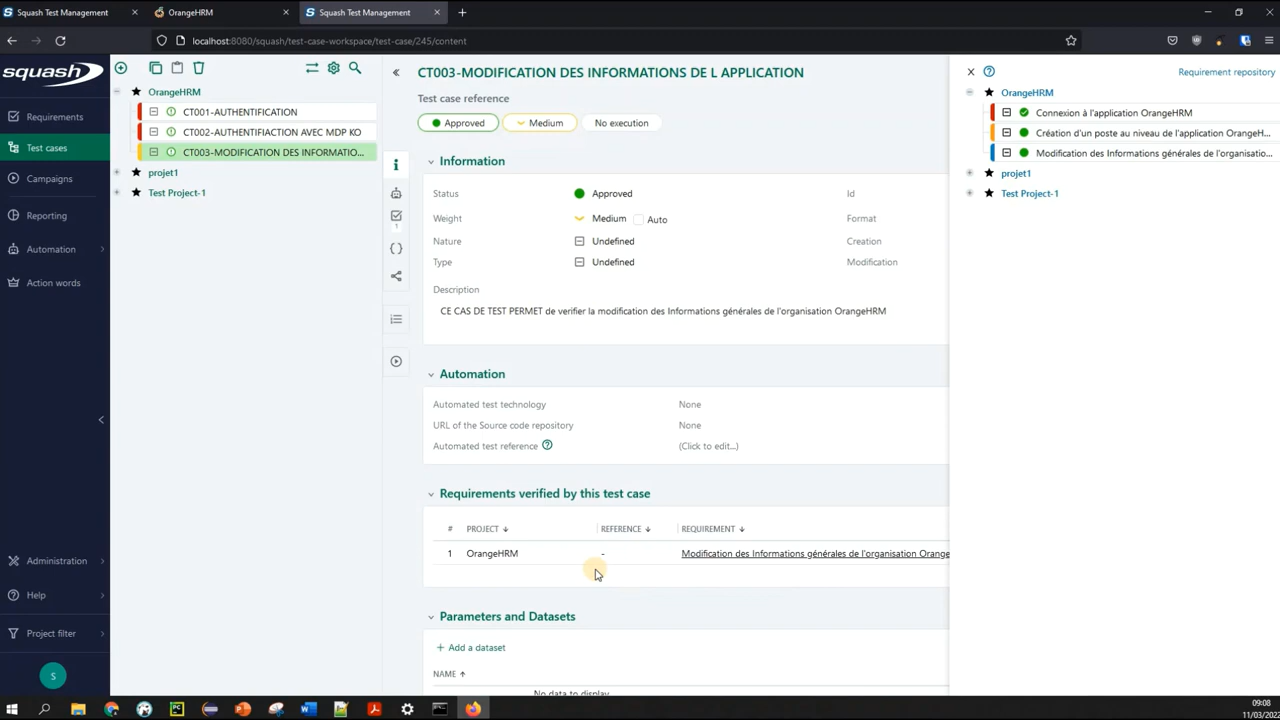 Squash Test Management
OrangeHRM
Squash Test Management
localhost:8080/squash/test-case-workspace/test-case/245/content
squash
Requirements
Test cases
Campaigns
Reporting
Automation
Action words
Administration
Help
Project filter
S
OrangeHRM
CT001-AUTHENTIFICATION
CT002-AUTHENTIFIACTION AVEC MDP KO
CT003-MODIFICATION DES INFORMATIO...
projet1
Test Project-1
CT003-MODIFICATION DES INFORMATIONS DE L APPLICATION
Test case reference
Approved
Medium
No execution
1
Information
Status Approved Id
Weight Medium Auto Format
Nature Undefined Creation
Type Undefined Modification
Description
CE CAS DE TEST PERMET de verifier la modification des Informations générales de l'organisation OrangeHRM
Automation
Automated test technology None
URL of the Source code repository None
Automated test reference (Click to edit...)
Requirements verified by this test case
# PROJECT REFERENCE REQUIREMENT
1 OrangeHRM - Modification des Informations générales de l'organisation Orange
Parameters and Datasets
+ Add a dataset
NAME
No data to display
Requirement repository
OrangeHRM
Connexion à l'application OrangeHRM
Création d'un poste au niveau de l'application OrangeH...
Modification des Informations générales de l'organisatio...
projet1
Test Project-1
09:08
11/03/2022